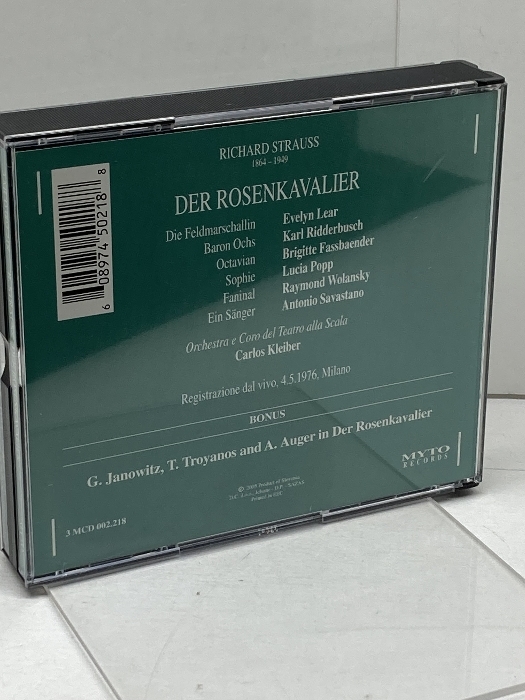 RICHARD STRAUSS
1864 – 1949
DER ROSENKAVALIER
Die Feldmarschallin Evelyn Lear
Baron Ochs Karl Ridderbusch
Octavian Brigitte Fassbaender
Sophie Lucia Popp
Faninal Raymond Wolansky
Ein Sänger Antonio Savastano
Orchestra e Coro del Teatro alla Scala
Carlos Kleiber
Registrazione dal vivo, 4.5.1976, Milano
BONUS
G. Janowitz, T. Troyanos and A. Auger in Der Rosenkavalier
MYTO
RECORDS
Printed in
3 MCD 002.218
6 08974 50218 8